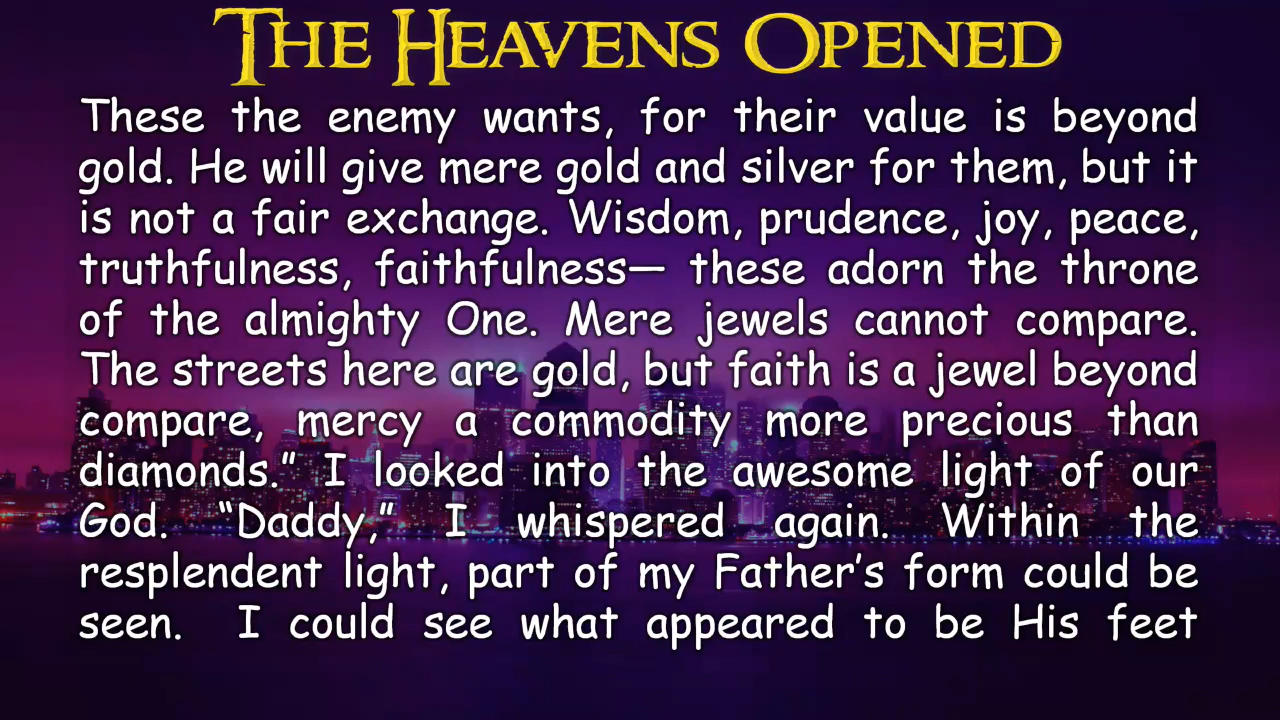 THE HEAVENS OPENED
These the enemy wants, for their value is beyond
gold. He will give mere gold and silver for them, but it
is not a fair exchange. Wisdom, prudence, joy, peace,
truthfulness, faithfulness— these adorn the throne
of the almighty One. Mere jewels cannot compare.
The streets here are gold, but faith is a jewel beyond
compare, mercy a commodity more precious than
diamonds.” I looked into the awesome light of our
God. “Daddy,” I whispered again. Within the
resplendent light, part of my Father’s form could be
seen. I could see what appeared to be His feet